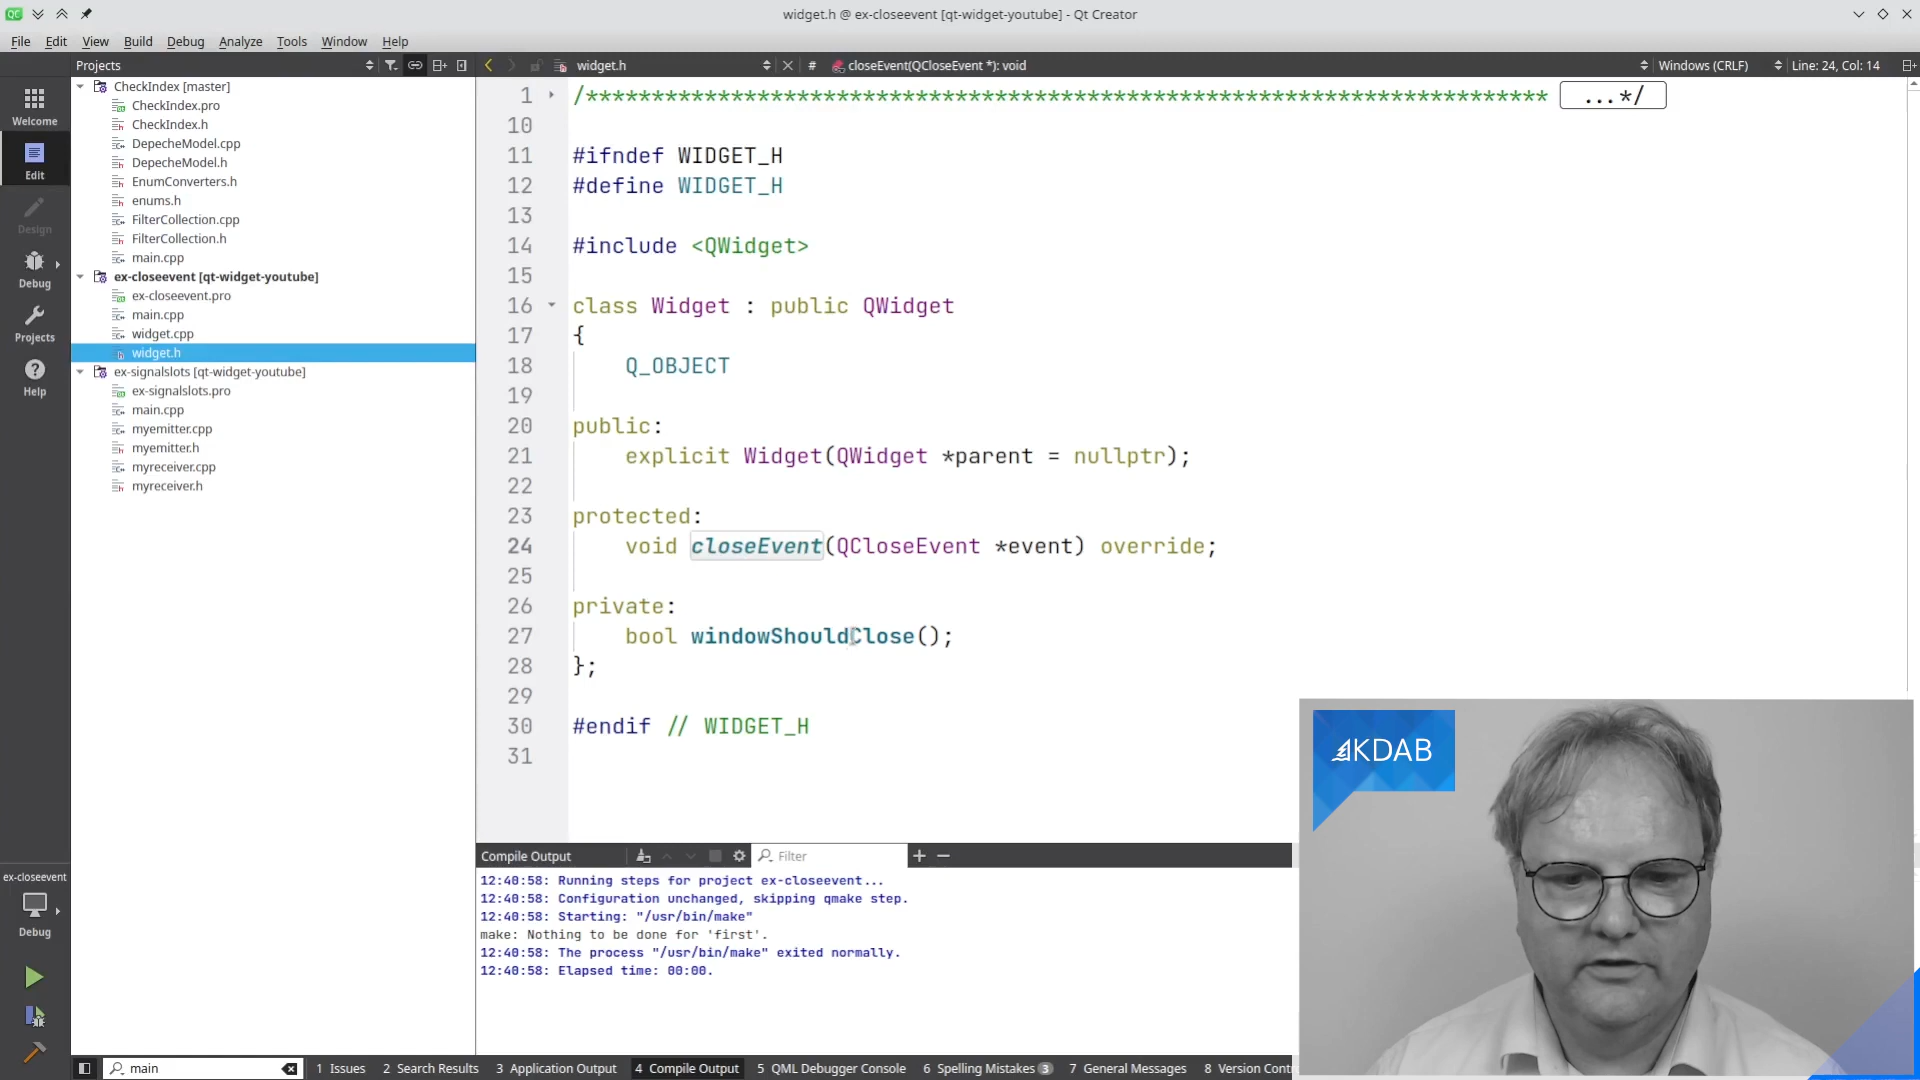 widget.h @ ex-closeevent [qt-widget-youtube] - Qt Creator
File Edit View Build Debug Analyze Tools Window Help
Projects
widget.h
# closeEvent(QCloseEvent *): void
Windows (CRLF)
Line: 24, Col: 14
Welcome
Edit
Design
Debug
Projects
Help
CheckIndex [master]
CheckIndex.pro
CheckIndex.h
DepecheModel.cpp
DepecheModel.h
EnumConverters.h
enums.h
FilterCollection.cpp
FilterCollection.h
main.cpp
ex-closeevent [qt-widget-youtube]
ex-closeevent.pro
main.cpp
widget.cpp
widget.h
ex-signalslots [qt-widget-youtube]
ex-signalslots.pro
main.cpp
myemitter.cpp
myemitter.h
myreceiver.cpp
myreceiver.h
1 /************************************************************************* ...*/
10
11 #ifndef WIDGET_H
12 #define WIDGET_H
13
14 #include <QWidget>
15
16 class Widget : public QWidget
17 {
18 Q_OBJECT
19
20 public:
21 explicit Widget(QWidget *parent = nullptr);
22
23 protected:
24 void closeEvent(QCloseEvent *event) override;
25
26 private:
27 bool windowShouldClose();
28 };
29
30 #endif // WIDGET_H
31
KDAB
Compile Output
Filter
12:40:58: Running steps for project ex-closeevent...
12:40:58: Configuration unchanged, skipping qmake step.
12:40:58: Starting: "/usr/bin/make"
make: Nothing to be done for 'first'.
12:40:58: The process "/usr/bin/make" exited normally.
12:40:58: Elapsed time: 00:00.
ex-closeevent
Debug
main
1 Issues 2 Search Results 3 Application Output 4 Compile Output 5 QML Debugger Console 6 Spelling Mistakes 3 7 General Messages 8 Version